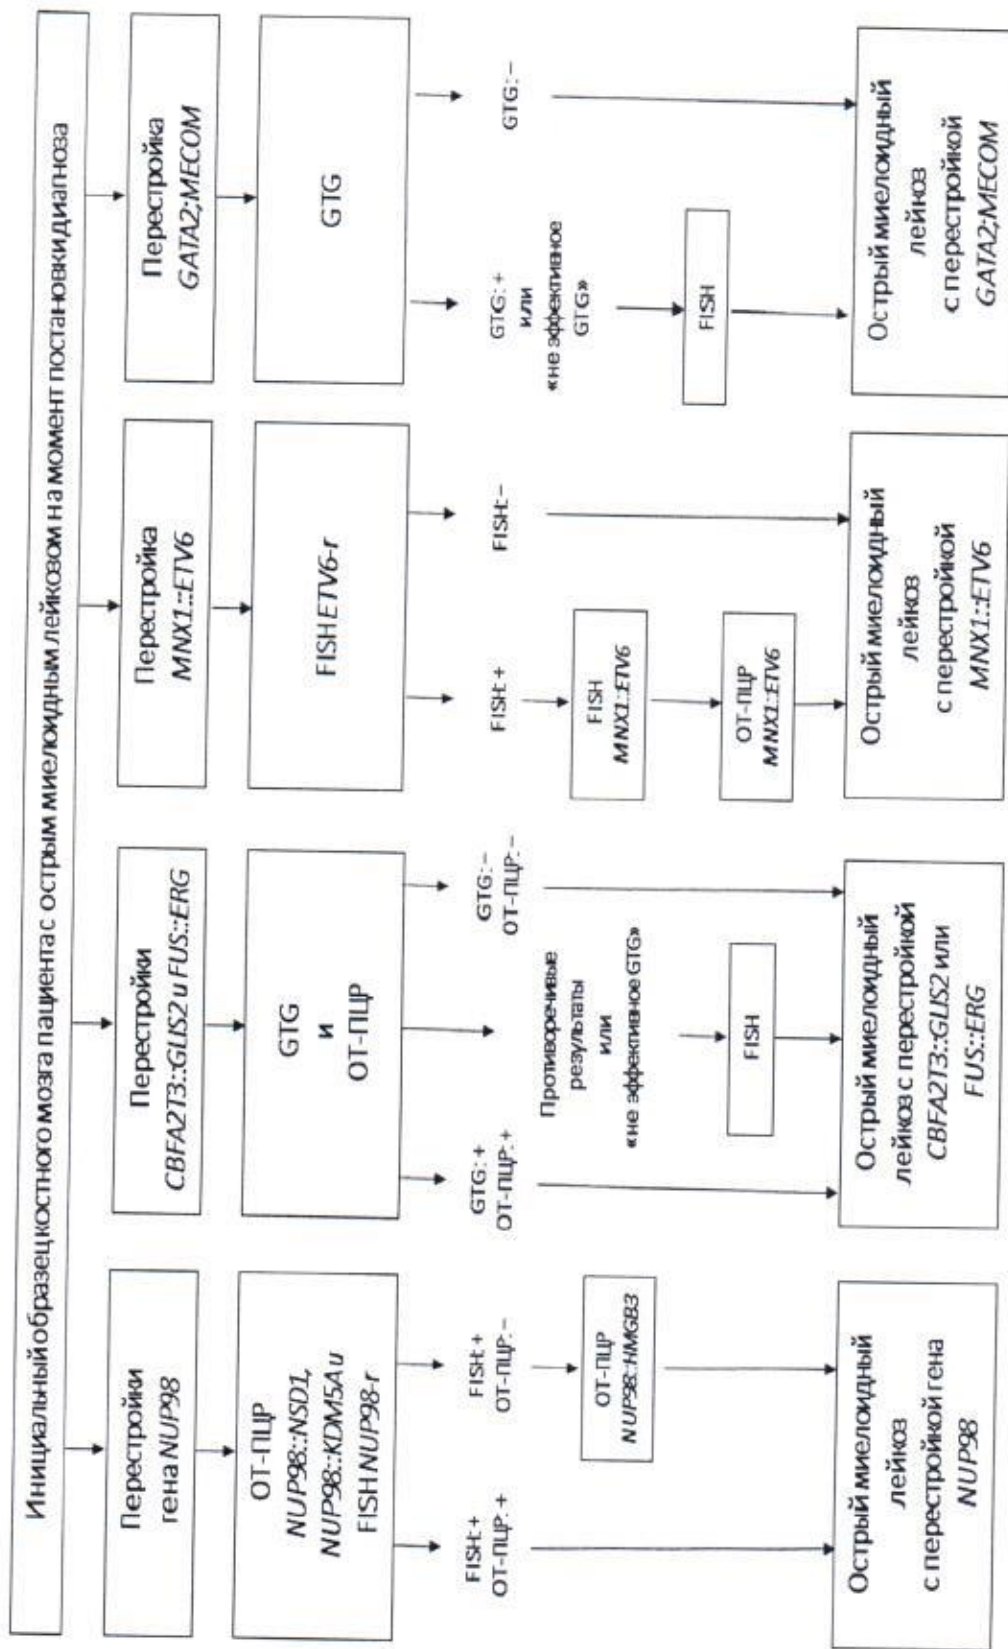 Инициальный образец костного мозга пациента с острым миелоидным лейкозом на момент постановки диагноза
Перестройки
гена NUP98
ОТ-ПЦР
NUP98::NSD1,
NUP98::KDM5A и
FISH NUP98-r
FISH: +
ОТ-ПЦР: +
FISH: +
ОТ-ПЦР: –
ОТ-ПЦР
NUP98::HMGB3
Острый миелоидный
лейкоз
с перестройкой гена
NUP98
Перестройки
CBFA2T3::GLIS2 и FUS::ERG
GTG
и
ОТ-ПЦР
GTG: +
ОТ-ПЦР: +
Противоречивые
результаты
или
«не эффективное GTG»
GTG: –
ОТ-ПЦР: –
FISH
Острый миелоидный
лейкоз с перестройкой
CBFA2T3::GLIS2 или
FUS::ERG
Перестройка
MNX1::ETV6
FISH ETV6-r
FISH: +
FISH: –
FISH
MNX1::ETV6
ОТ-ПЦР
MNX1::ETV6
Острый миелоидный
лейкоз
с перестройкой
MNX1::ETV6
Перестройка
GATA2;MECOM
GTG
GTG: +
или
«не эффективное
GTG»
GTG: –
FISH
Острый миелоидный
лейкоз
с перестройкой
GATA2;MECOM